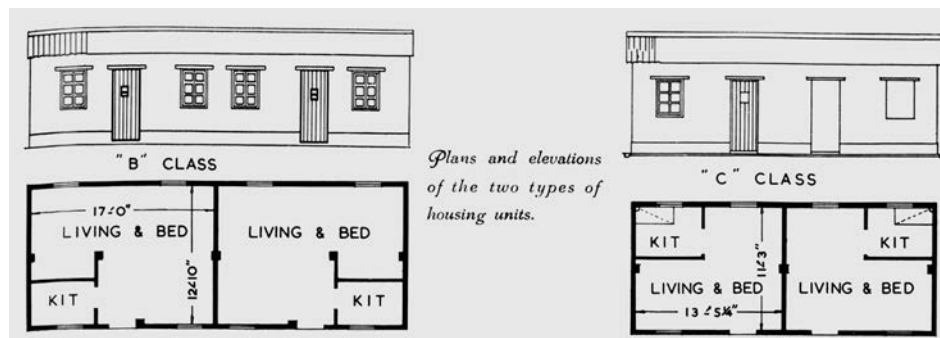 "B" CLASS
17'-0"
LIVING & BED
LIVING & BED
12'-10"
KIT
KIT
Plans and elevations
of the two types of
housing units.
"C" CLASS
KIT
KIT
11'-3"
LIVING & BED
LIVING & BED
13'-5¼"